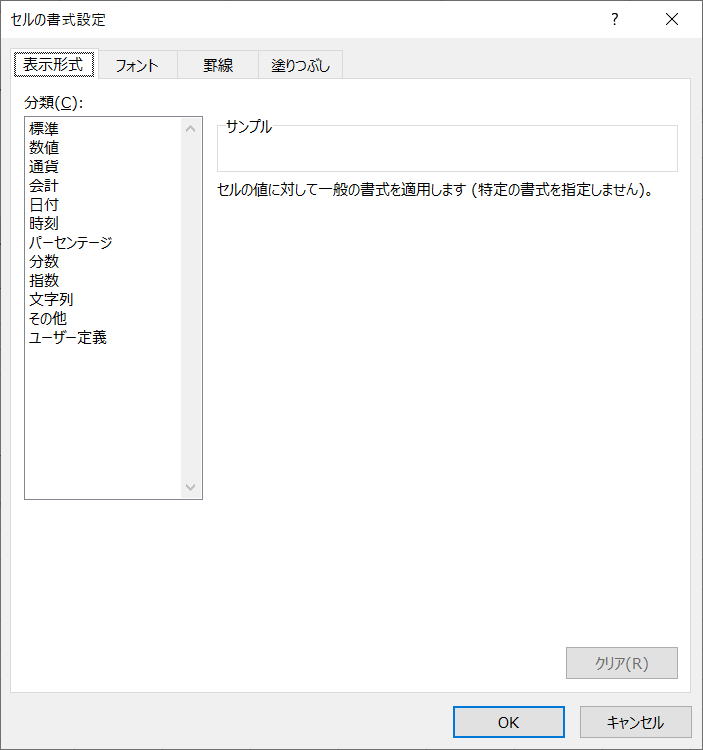 セルの書式設定
?
表示形式 フォント 罫線 塗りつぶし
分類(C):
標準
数値
通貨
会計
日付
時刻
パーセンテージ
分数
指数
文字列
その他
ユーザー定義
サンプル
セルの値に対して一般の書式を適用します (特定の書式を指定しません)。
クリア(R)
OK キャンセル